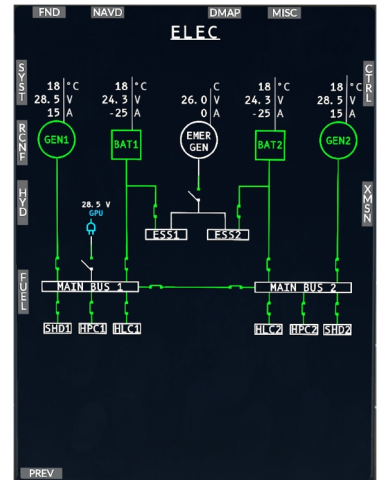 FND NAVD DMAP MISC
ELEC
SYST
CTRL
18 °C 18 °C C 18 °C 18 °C
28.5 V 24.3 V 26.0 V 24.3 V 28.5 V
15 A -25 A 0 A -25 A 15 A
RCNF
GEN1 BAT1 EMER GEN BAT2 GEN2
HYD
XMSN
28.5 V
GPU
ESS1 ESS2
FUEL
MAIN BUS 1 MAIN BUS 2
SHD1 HPC1 HLC1 HLC2 HPC2 SHD2
PREV